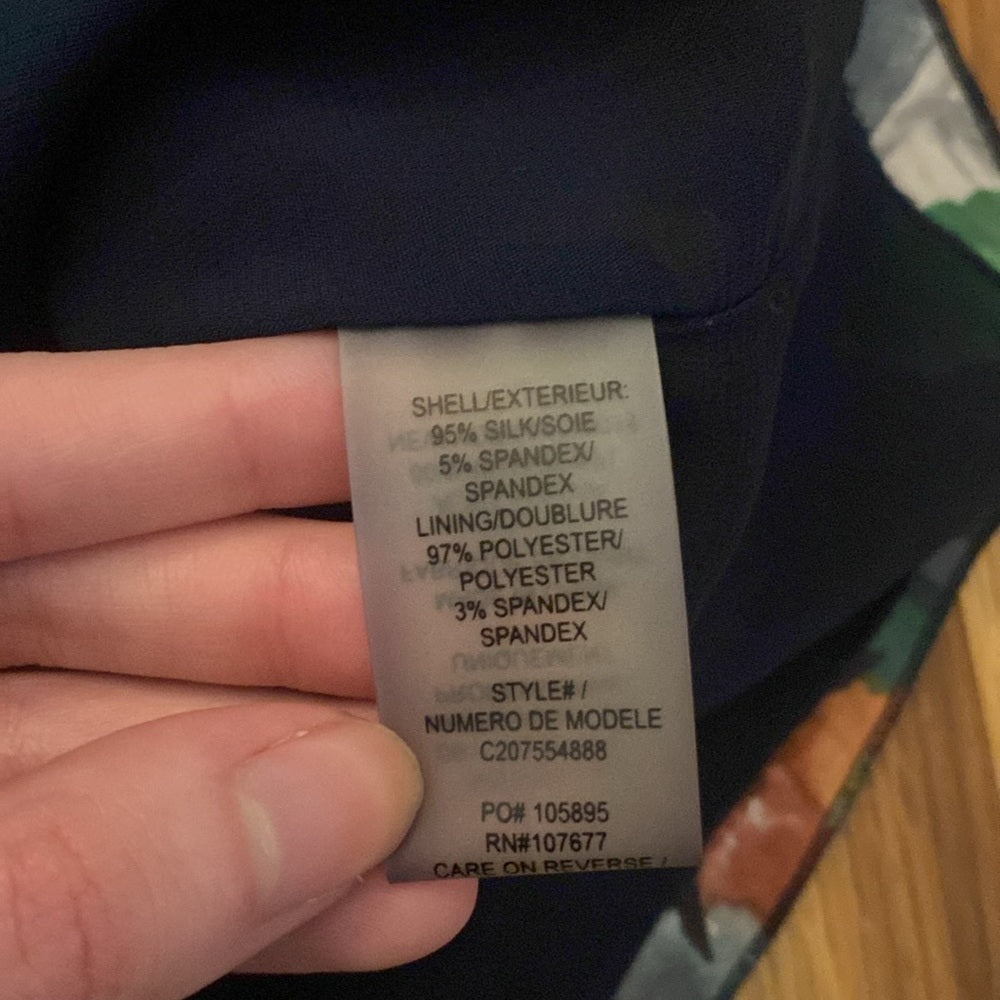 SHELL/EXTERIEUR:
95% SILK/SOIE
5% SPANDEX/
SPANDEX
LINING/DOUBLURE
97% POLYESTER/
POLYESTER
3% SPANDEX/
SPANDEX
STYLE# /
NUMERO DE MODELE
C207554888
PO# 105895
RN#107677
CARE ON REVERSE /